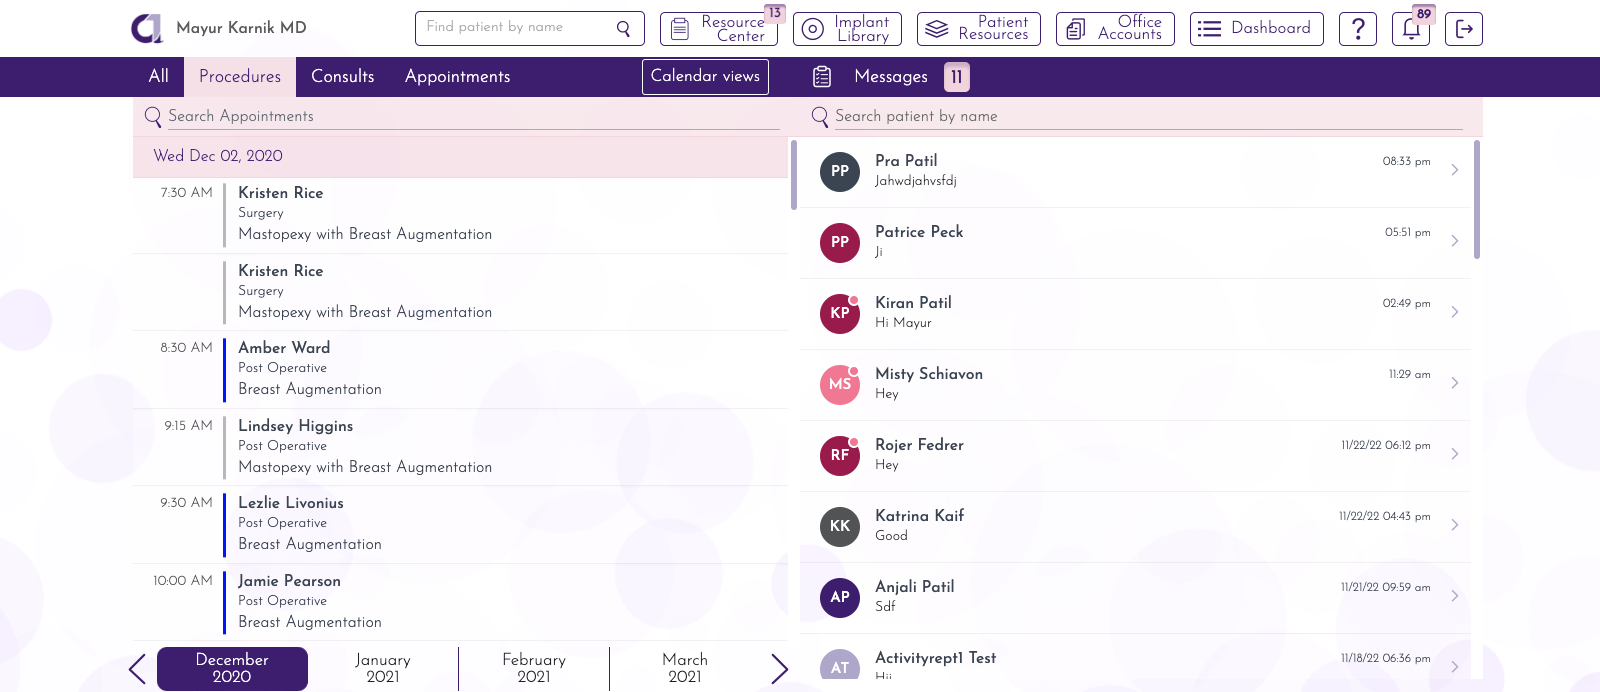 Mayur Karnik MD
Find patient by name
Resource Center
13
Implant Library
Patient Resources
Office Accounts
Dashboard
?
89
All
Procedures
Consults
Appointments
Calendar views
Messages
11
Search Appointments
Wed Dec 02, 2020
7:30 AM
Kristen Rice
Surgery
Mastopexy with Breast Augmentation
Kristen Rice
Surgery
Mastopexy with Breast Augmentation
8:30 AM
Amber Ward
Post Operative
Breast Augmentation
9:15 AM
Lindsey Higgins
Post Operative
Mastopexy with Breast Augmentation
9:30 AM
Lezlie Livonius
Post Operative
Breast Augmentation
10:00 AM
Jamie Pearson
Post Operative
Breast Augmentation
December
2020
January
2021
February
2021
March
2021
Search patient by name
PP
Pra Patil
08:33 pm
Jahwdjahvsfdj
PP
Patrice Peck
05:51 pm
Ji
KP
Kiran Patil
02:49 pm
Hi Mayur
MS
Misty Schiavon
11:29 am
Hey
RF
Rojer Fedrer
11/22/22 06:12 pm
Hey
KK
Katrina Kaif
11/22/22 04:43 pm
Good
AP
Anjali Patil
11/21/22 09:59 am
Sdf
AT
Activityrept1 Test
11/18/22 06:36 pm